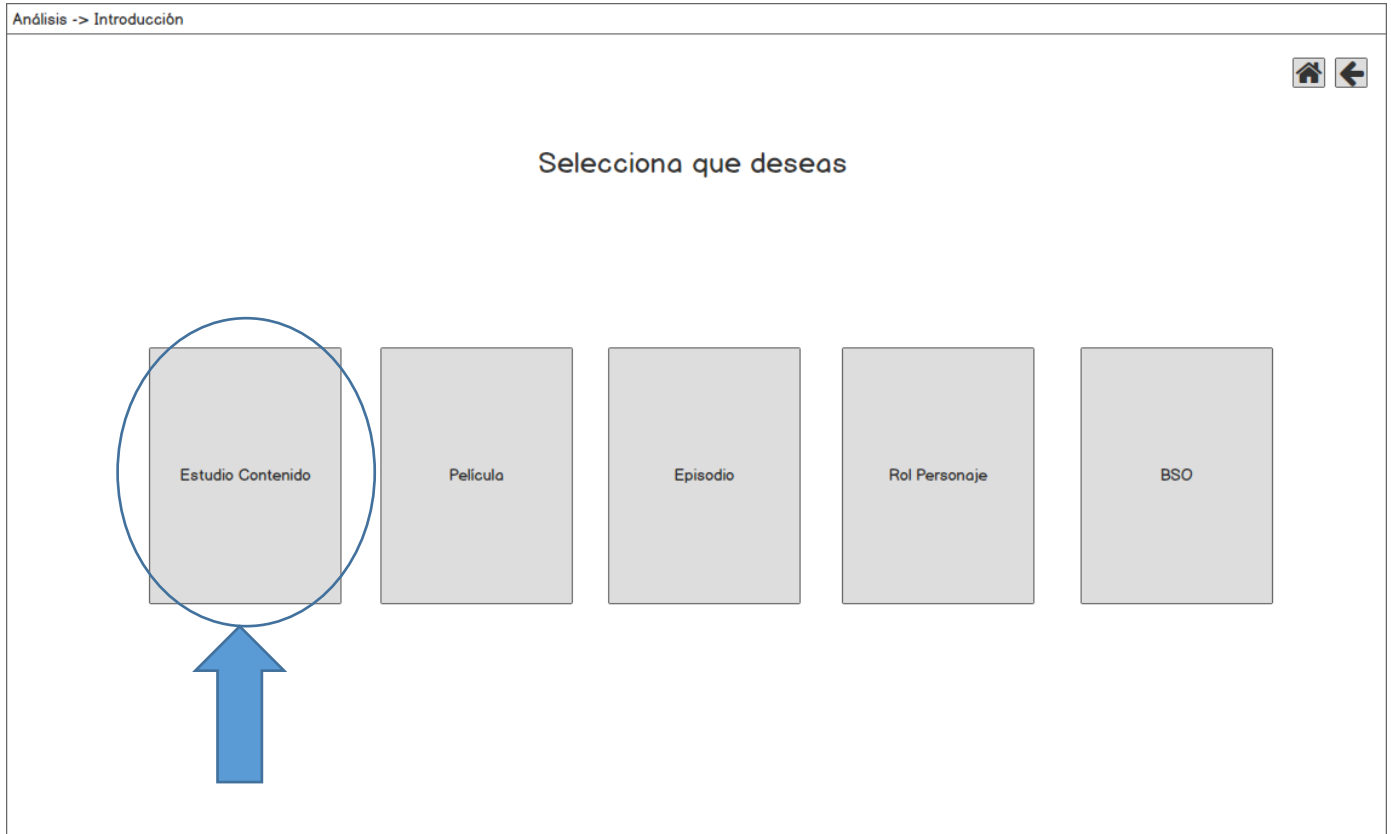 Análisis -> Introducción
Selecciona que deseas
Estudio Contenido
Película
Episodio
Rol Personaje
BSO